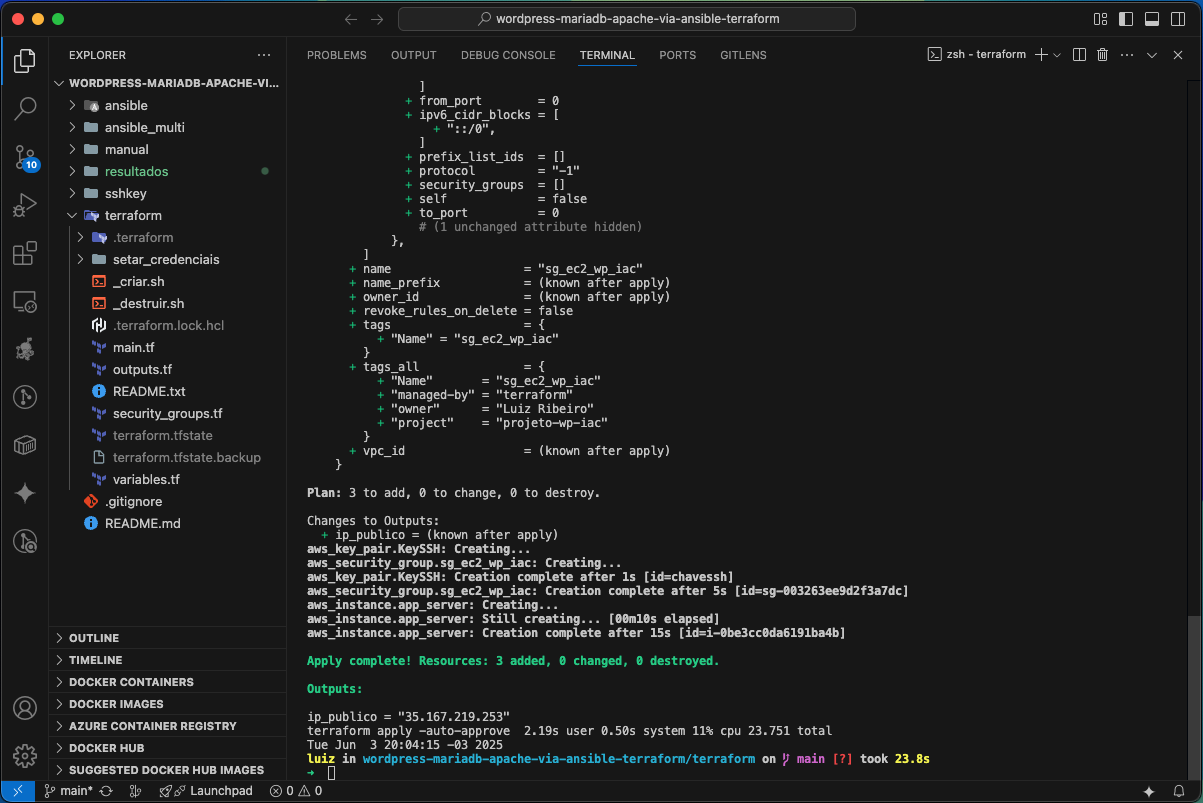 wordpress-mariadb-apache-via-ansible-terraform
EXPLORER
WORDPRESS-MARIADB-APACHE-VI...
ansible
ansible_multi
manual
resultados
sshkey
terraform
.terraform
setar_credenciais
_criar.sh
_destruir.sh
.terraform.lock.hcl
main.tf
outputs.tf
README.txt
security_groups.tf
terraform.tfstate
terraform.tfstate.backup
variables.tf
.gitignore
README.md
OUTLINE
TIMELINE
DOCKER CONTAINERS
DOCKER IMAGES
AZURE CONTAINER REGISTRY
DOCKER HUB
SUGGESTED DOCKER HUB IMAGES
10
PROBLEMS OUTPUT DEBUG CONSOLE TERMINAL PORTS GITLENS
zsh - terraform
]
+ from_port = 0
+ ipv6_cidr_blocks = [
+ "::/0",
]
+ prefix_list_ids = []
+ protocol = "-1"
+ security_groups = []
+ self = false
+ to_port = 0
# (1 unchanged attribute hidden)
},
]
+ name = "sg_ec2_wp_iac"
+ name_prefix = (known after apply)
+ owner_id = (known after apply)
+ revoke_rules_on_delete = false
+ tags = {
+ "Name" = "sg_ec2_wp_iac"
}
+ tags_all = {
+ "Name" = "sg_ec2_wp_iac"
+ "managed-by" = "terraform"
+ "owner" = "Luiz Ribeiro"
+ "project" = "projeto-wp-iac"
}
+ vpc_id = (known after apply)
}
Plan: 3 to add, 0 to change, 0 to destroy.
Changes to Outputs:
+ ip_publico = (known after apply)
aws_key_pair.KeySSH: Creating...
aws_security_group.sg_ec2_wp_iac: Creating...
aws_key_pair.KeySSH: Creation complete after 1s [id=chavessh]
aws_security_group.sg_ec2_wp_iac: Creation complete after 5s [id=sg-003263ee9d2f3a7dc]
aws_instance.app_server: Creating...
aws_instance.app_server: Still creating... [00m10s elapsed]
aws_instance.app_server: Creation complete after 15s [id=i-0be3cc0da6191ba4b]
Apply complete! Resources: 3 added, 0 changed, 0 destroyed.
Outputs:
ip_publico = "35.167.219.253"
terraform apply -auto-approve 2.19s user 0.50s system 11% cpu 23.751 total
Tue Jun 3 20:04:15 -03 2025
luiz in wordpress-mariadb-apache-via-ansible-terraform/terraform on main [?] took 23.8s
→
main* Launchpad 0 0